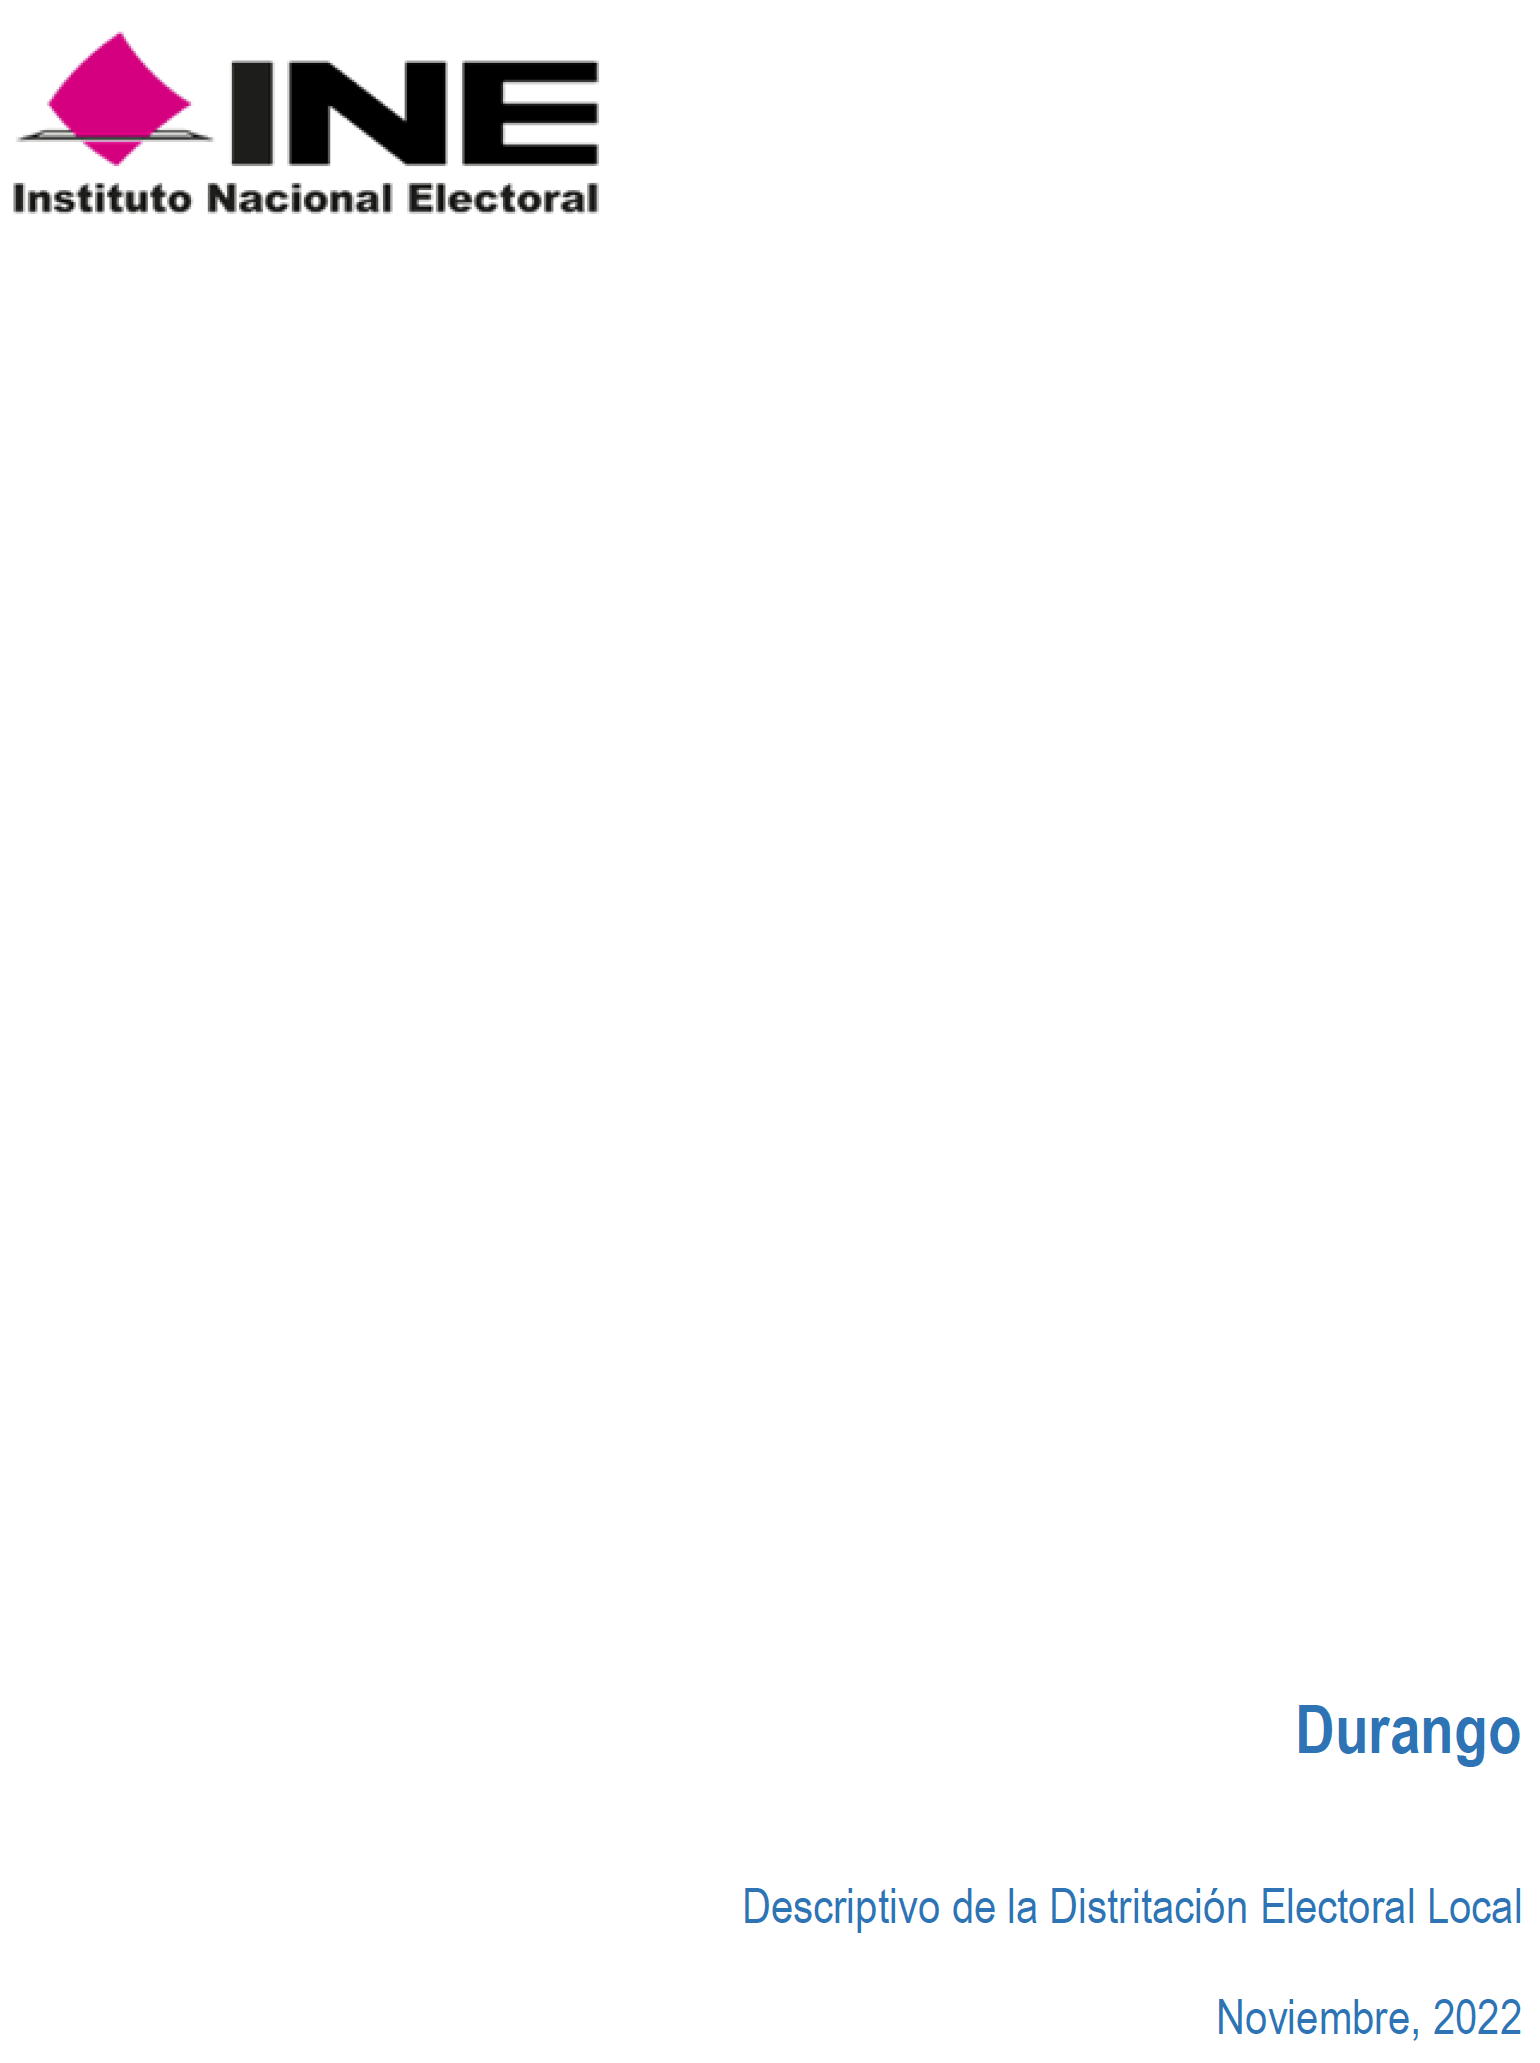 INE
Instituto Nacional Electoral
Durango
Descriptivo de la Distritación Electoral Local
Noviembre, 2022